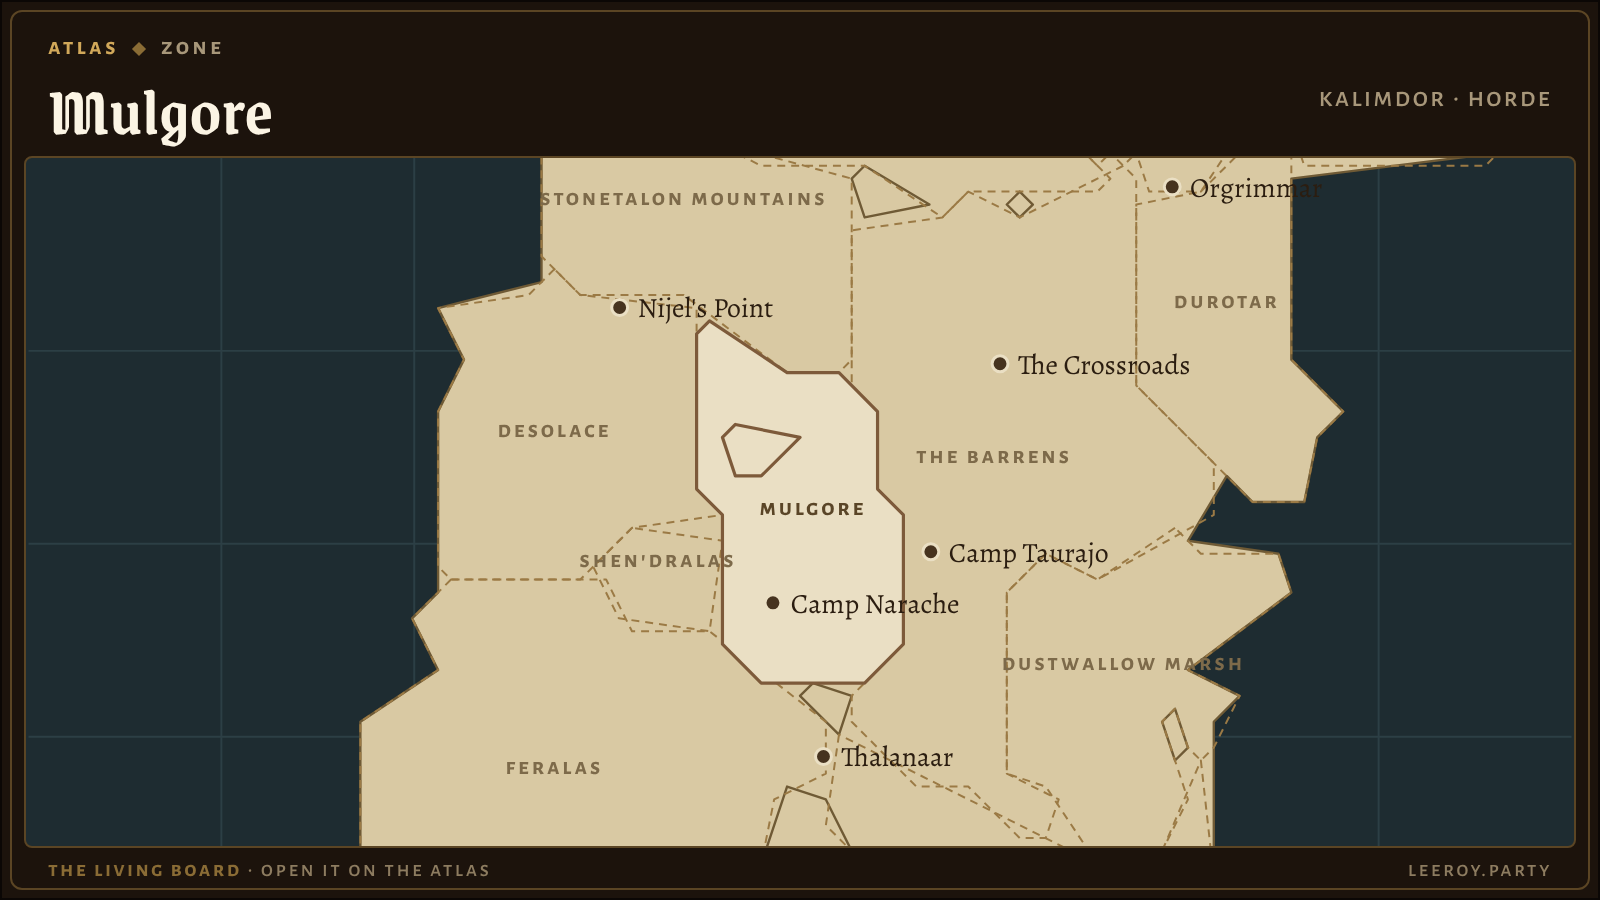 ATLAS ◆ ZONE
Mulgore
KALIMDOR · HORDE
STONETALON MOUNTAINS
Orgrimmar
Nijel's Point
DUROTAR
The Crossroads
DESOLACE
THE BARRENS
MULGORE
Camp Taurajo
SHEN'DRALAS
Camp Narache
DUSTWALLOW MARSH
Thalanaar
FERALAS
THE LIVING BOARD · OPEN IT ON THE ATLAS
LEEROY.PARTY